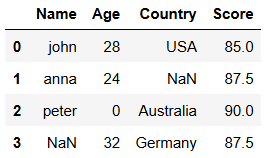 Name Age Country Score
0 john 28 USA 85.0
1 anna 24 NaN 87.5
2 peter 0 Australia 90.0
3 NaN 32 Germany 87.5